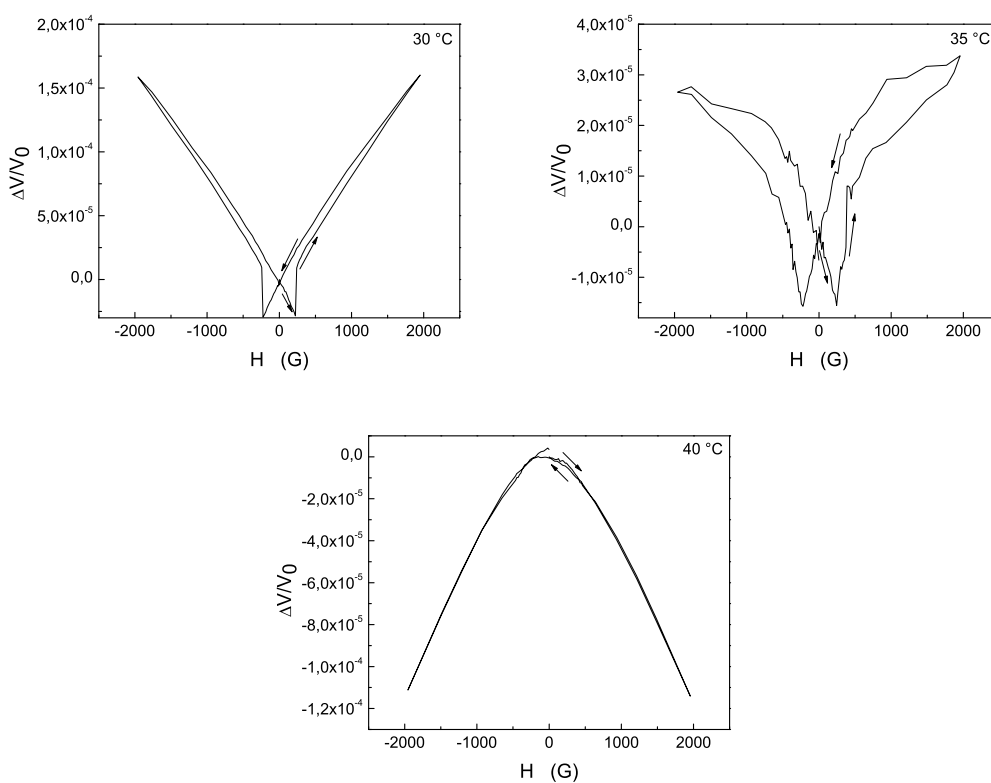 30 °C
2,0x10⁻⁴
1,5x10⁻⁴
1,0x10⁻⁴
5,0x10⁻⁵
0,0
ΔV/V₀
-2000 -1000 0 1000 2000
H (G)
35 °C
4,0x10⁻⁵
3,0x10⁻⁵
2,0x10⁻⁵
1,0x10⁻⁵
0,0
-1,0x10⁻⁵
ΔV/V₀
-2000 -1000 0 1000 2000
H (G)
40 °C
0,0
-2,0x10⁻⁵
-4,0x10⁻⁵
-6,0x10⁻⁵
-8,0x10⁻⁵
-1,0x10⁻⁴
-1,2x10⁻⁴
ΔV/V₀
-2000 -1000 0 1000 2000
H (G)